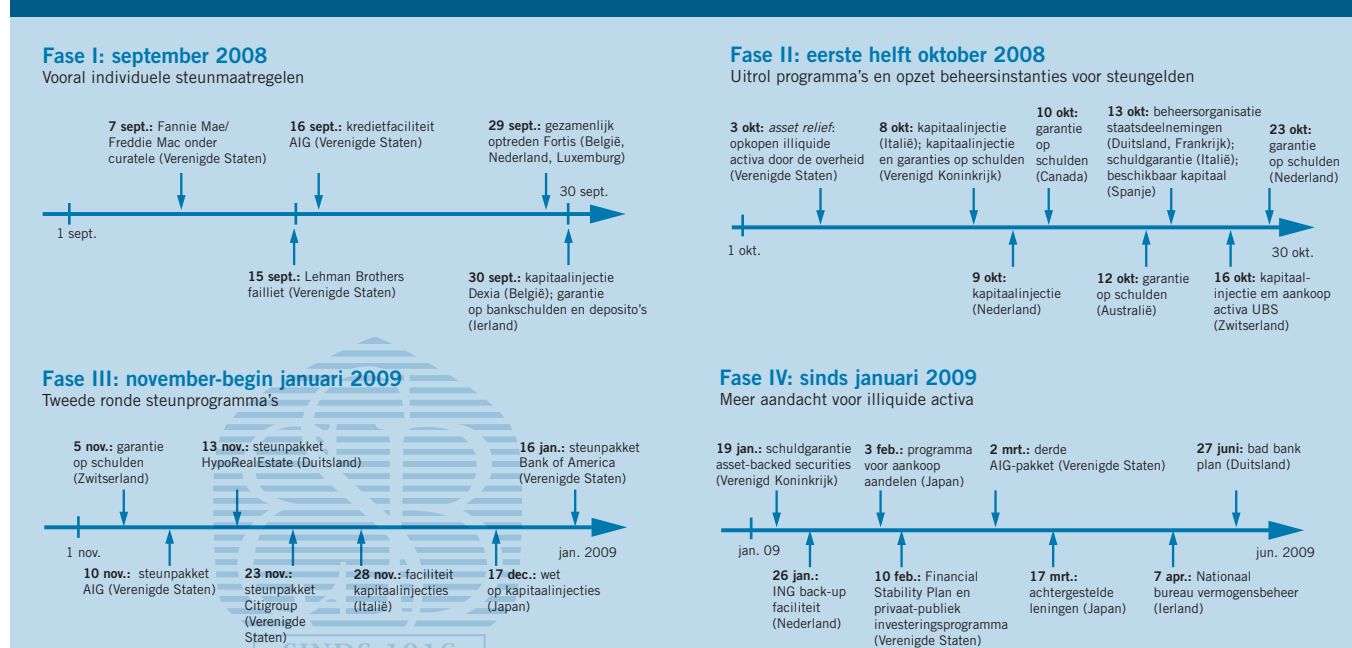 Fase I: september 2008
Vooral individuele steunmaatregelen
7 sept.: Fannie Mae/
Freddie Mac onder
curatele (Verenigde Staten)
16 sept.: kredietfaciliteit
AIG (Verenigde Staten)
29 sept.: gezamenlijk
optreden Fortis (België,
Nederland, Luxemburg)
30 sept.
1 sept.
15 sept.: Lehman Brothers
failliet (Verenigde Staten)
30 sept.: kapitaalinjectie
Dexia (België); garantie
op bankschulden en deposito's
(Ierland)
Fase II: eerste helft oktober 2008
Uitrol programma's en opzet beheersinstanties voor steungelden
3 okt: asset relief:
opkopen illiquide
activa door de overheid
(Verenigde Staten)
8 okt: kapitaalinjectie
(Italië); kapitaalinjectie
en garanties op schulden
(Verenigd Koninkrijk)
10 okt:
garantie
op
schulden
(Canada)
13 okt: beheersorganisatie
staatsdeelnemingen
(Duitsland, Frankrijk);
schuldgarantie (Italië);
beschikbaar kapitaal
(Spanje)
23 okt:
garantie
op schulden
(Nederland)
1 okt.
30 okt.
9 okt:
kapitaalinjectie
(Nederland)
12 okt: garantie
op schulden
(Australië)
16 okt: kapitaal-
injectie em aankoop
activa UBS
(Zwitserland)
Fase III: november-begin januari 2009
Tweede ronde steunprogramma's
5 nov.: garantie
op schulden
(Zwitserland)
13 nov.: steunpakket
HypoRealEstate (Duitsland)
16 jan.: steunpakket
Bank of America
(Verenigde Staten)
1 nov.
jan. 2009
10 nov.: steunpakket
AIG (Verenigde Staten)
23 nov.:
steunpakket
Citigroup
(Verenigde
Staten)
28 nov.: faciliteit
kapitaalinjecties
(Italië)
17 dec.: wet
op kapitaalinjecties
(Japan)
SINDS 1816
Fase IV: sinds januari 2009
Meer aandacht voor illiquide activa
19 jan.: schuldgarantie
asset-backed securities
(Verenigd Koninkrijk)
3 feb.: programma
voor aankoop
aandelen (Japan)
2 mrt.: derde
AIG-pakket (Verenigde Staten)
27 juni: bad bank
plan (Duitsland)
jan. 09
jun. 2009
26 jan.:
ING back-up
faciliteit
(Nederland)
10 feb.: Financial
Stability Plan en
privaat-publiek
investeringsprogramma
(Verenigde Staten)
17 mrt.:
achtergestelde
leningen (Japan)
7 apr.: Nationaal
bureau vermogensbeheer
(Ierland)